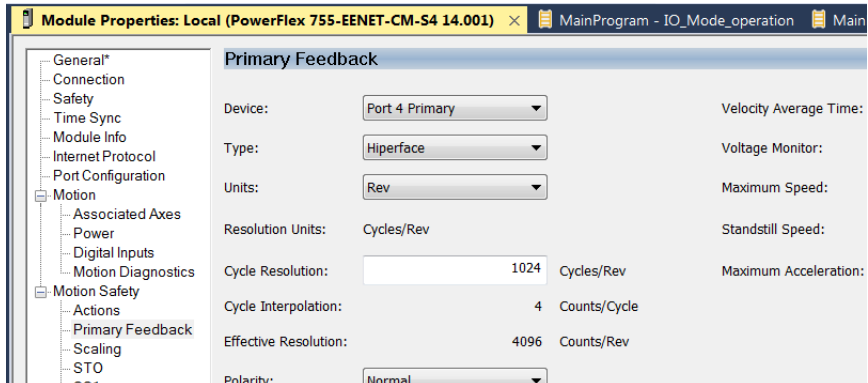 Module Properties: Local (PowerFlex 755-EENET-CM-S4 14.001) × MainProgram - IO_Mode_operation Main
General*
Connection
Safety
Time Sync
Module Info
Internet Protocol
Port Configuration
Motion
Associated Axes
Power
Digital Inputs
Motion Diagnostics
Motion Safety
Actions
Primary Feedback
Scaling
STO
Primary Feedback
Device: Port 4 Primary Velocity Average Time:
Type: Hiperface Voltage Monitor:
Units: Rev Maximum Speed:
Resolution Units: Cycles/Rev Standstill Speed:
Cycle Resolution: 1024 Cycles/Rev Maximum Acceleration:
Cycle Interpolation: 4 Counts/Cycle
Effective Resolution: 4096 Counts/Rev
Polarity: Normal